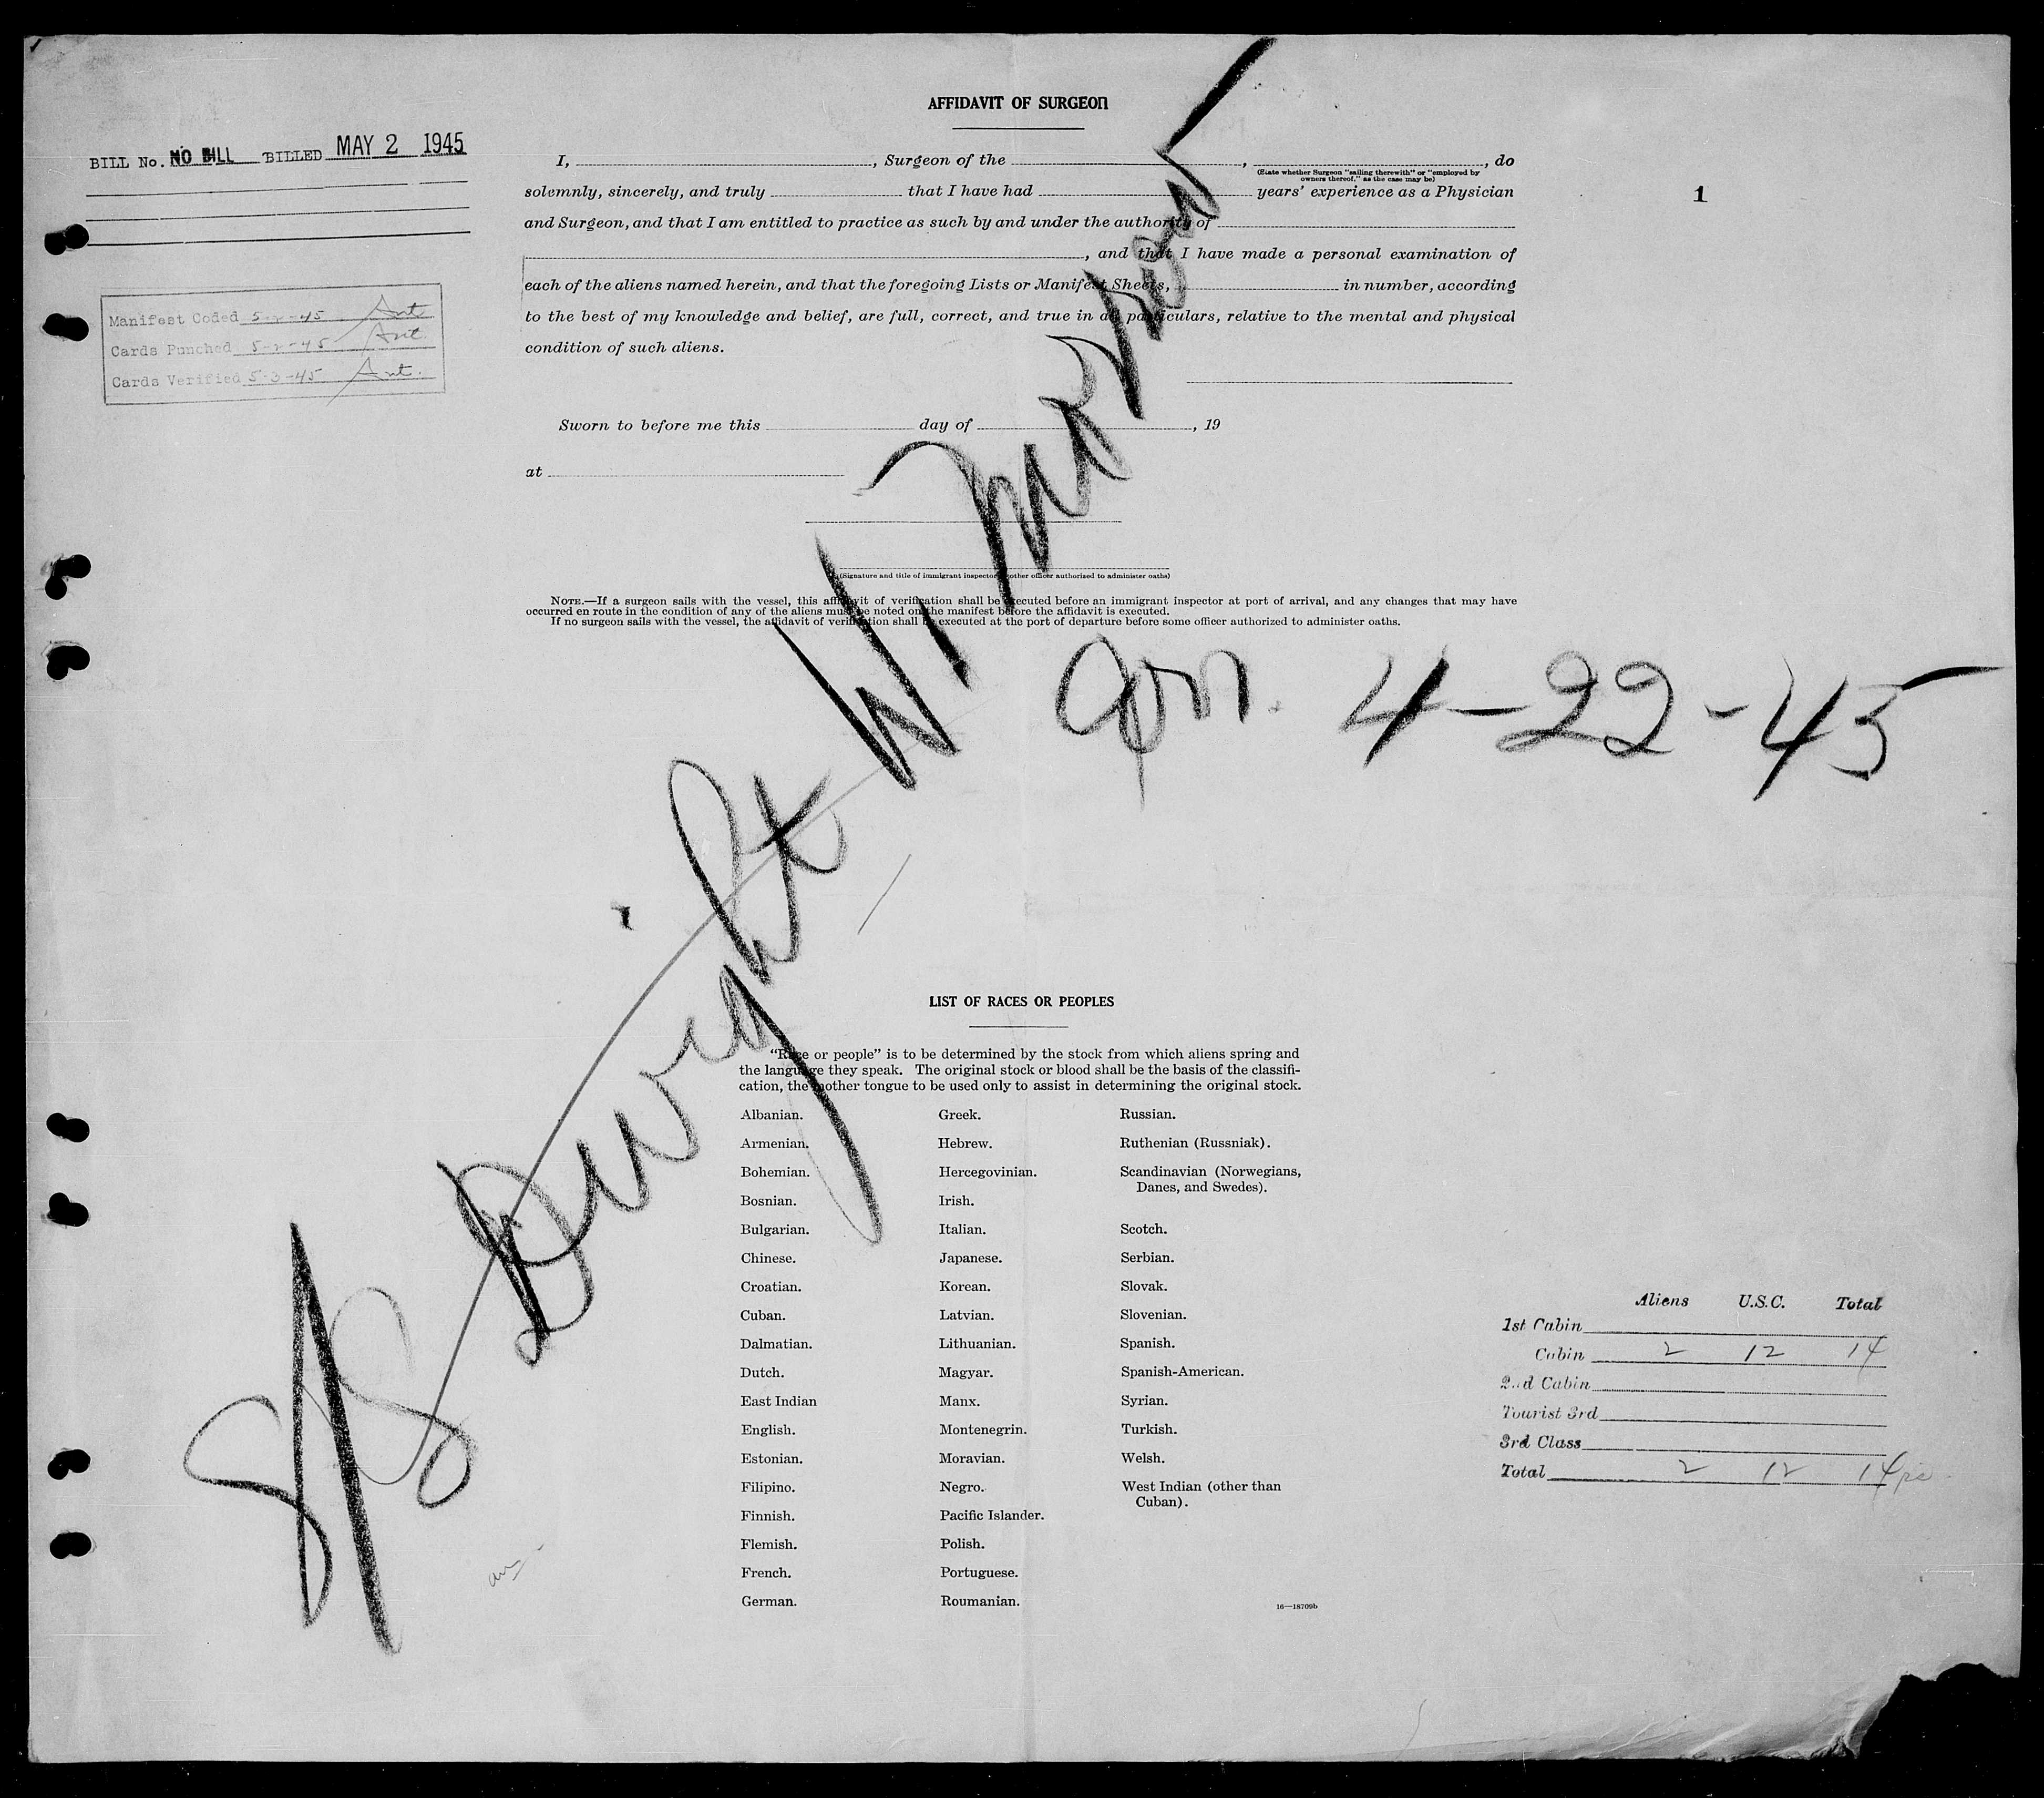 AFFIDAVIT OF SURGEON
BILL No. NO BILL BILLED MAY 2 1945
1
I, , Surgeon of the , , do
(State whether Surgeon "sailing therewith" or "employed by
owners thereof," as the case may be)
solemnly, sincerely, and truly that I have had years' experience as a Physician
and Surgeon, and that I am entitled to practice as such by and under the authority of
, and that I have made a personal examination of
each of the aliens named herein, and that the foregoing Lists or Manifest Sheets, in number, according
to the best of my knowledge and belief, are full, correct, and true in all particulars, relative to the mental and physical
condition of such aliens.
Manifest Coded 5-2-45 Ant
Cards Punched 5-2-45 Ant
Cards Verified 5-3-45 Ant.
Sworn to before me this day of , 19
at
(Signature and title of immigrant inspector or other officer authorized to administer oaths)
NOTE.—If a surgeon sails with the vessel, this affidavit of verification shall be executed before an immigrant inspector at port of arrival, and any changes that may have
occurred en route in the condition of any of the aliens must be noted on the manifest before the affidavit is executed.
If no surgeon sails with the vessel, the affidavit of verification shall be executed at the port of departure before some officer authorized to administer oaths.
S/S Dwight W. Morrow
4-22-45
LIST OF RACES OR PEOPLES
"Race or people" is to be determined by the stock from which aliens spring and
the language they speak. The original stock or blood shall be the basis of the classifi-
cation, the mother tongue to be used only to assist in determining the original stock.
Albanian.
Armenian.
Bohemian.
Bosnian.
Bulgarian.
Chinese.
Croatian.
Cuban.
Dalmatian.
Dutch.
East Indian
English.
Estonian.
Filipino.
Finnish.
Flemish.
French.
German.
Greek.
Hebrew.
Hercegovinian.
Irish.
Italian.
Japanese.
Korean.
Latvian.
Lithuanian.
Magyar.
Manx.
Montenegrin.
Moravian.
Negro.
Pacific Islander.
Polish.
Portuguese.
Roumanian.
Russian.
Ruthenian (Russniak).
Scandinavian (Norwegians,
Danes, and Swedes).
Scotch.
Serbian.
Slovak.
Slovenian.
Spanish.
Spanish-American.
Syrian.
Turkish.
Welsh.
West Indian (other than
Cuban).
16—18709b
Aliens U.S.C. Total
1st Cabin
Cabin 2 12 14
2nd Cabin
Tourist 3rd
3rd Class
Total 2 12 14